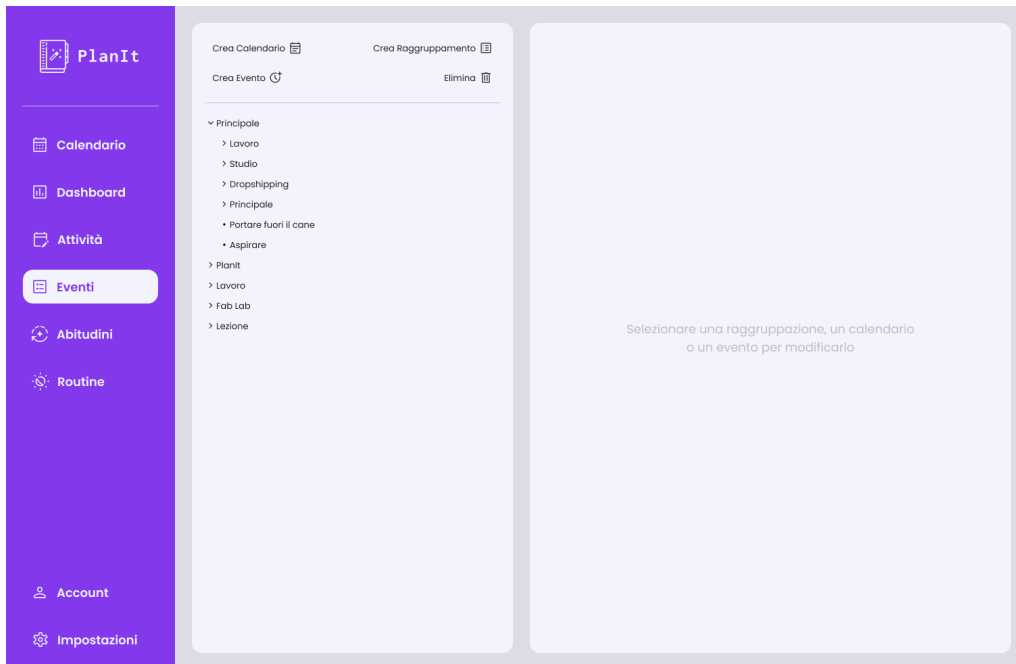 PlanIt
Calendario
Dashboard
Attività
Eventi
Abitudini
Routine
Account
Impostazioni
Crea Calendario
Crea Raggruppamento
Crea Evento
Elimina
Principale
Lavoro
Studio
Dropshipping
Principale
Portare fuori il cane
Aspirare
PlanIt
Lavoro
Fab Lab
Lezione
Selezionare una raggruppazione, un calendario
o un evento per modificarlo